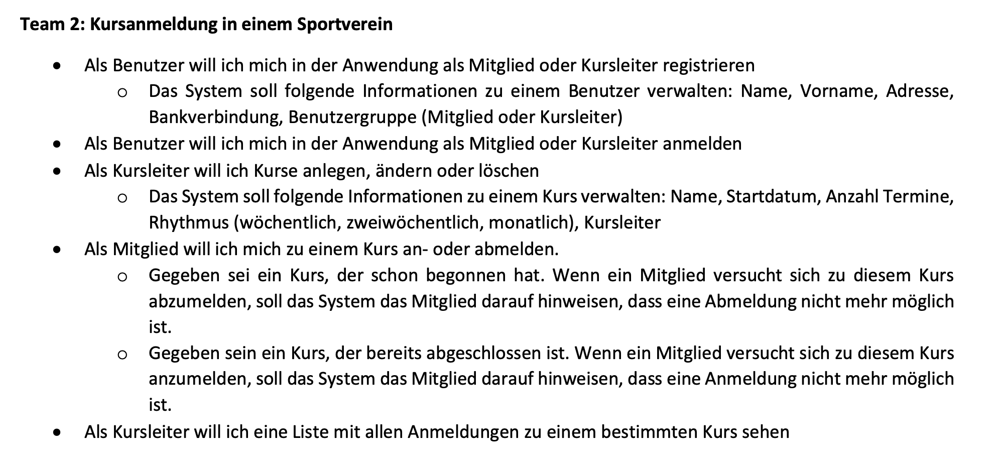 Team 2: Kursanmeldung in einem Sportverein
• Als Benutzer will ich mich in der Anwendung als Mitglied oder Kursleiter registrieren
o Das System soll folgende Informationen zu einem Benutzer verwalten: Name, Vorname, Adresse,
Bankverbindung, Benutzergruppe (Mitglied oder Kursleiter)
• Als Benutzer will ich mich in der Anwendung als Mitglied oder Kursleiter anmelden
• Als Kursleiter will ich Kurse anlegen, ändern oder löschen
o Das System soll folgende Informationen zu einem Kurs verwalten: Name, Startdatum, Anzahl Termine,
Rhythmus (wöchentlich, zweiwöchentlich, monatlich), Kursleiter
• Als Mitglied will ich mich zu einem Kurs an- oder abmelden.
o Gegeben sei ein Kurs, der schon begonnen hat. Wenn ein Mitglied versucht sich zu diesem Kurs
abzumelden, soll das System das Mitglied darauf hinweisen, dass eine Abmeldung nicht mehr möglich
ist.
o Gegeben sein ein Kurs, der bereits abgeschlossen ist. Wenn ein Mitglied versucht sich zu diesem Kurs
anzumelden, soll das System das Mitglied darauf hinweisen, dass eine Anmeldung nicht mehr möglich
ist.
• Als Kursleiter will ich eine Liste mit allen Anmeldungen zu einem bestimmten Kurs sehen